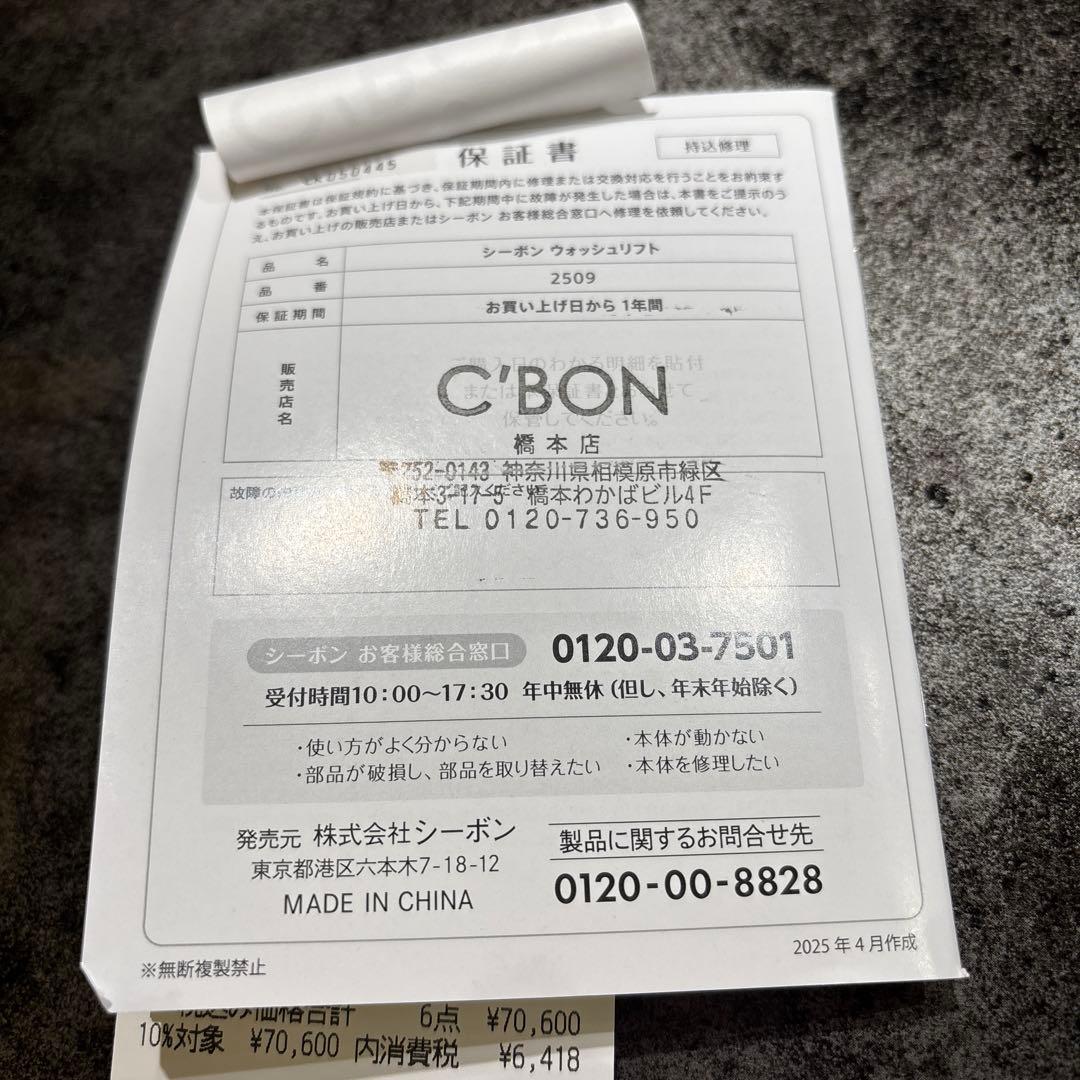 保証書
持込修理
本保証書は保証規約に基づき、保証期間内に修理または交換対応を行うことをお約束す
るものです。お買い上げ日から、下記期間中に故障が発生した場合は、本書をご提示のう
え、お買い上げの販売店またはシーボン お客様総合窓口へ修理を依頼してください。
品 名 シーボン ウォッシュリフト
品 番 2509
保証期間 お買い上げ日から 1年間
販売店名
C'BON
橋本店
〒752-0143 神奈川県相模原市緑区
橋本3-17-5 橋本わかばビル4F
TEL 0120-736-950
故障の
シーボン お客様総合窓口 0120-03-7501
受付時間10:00〜17:30 年中無休(但し、年末年始除く)
・使い方がよく分からない ・本体が動かない
・部品が破損し、部品を取り替えたい ・本体を修理したい
発売元 株式会社シーボン
東京都港区六本木7-18-12
MADE IN CHINA
製品に関するお問合せ先
0120-00-8828
2025年4月作成
※無断複製禁止
税込み価格合計 6点 ¥70,600
10%対象 ¥70,600 内消費税 ¥6,418